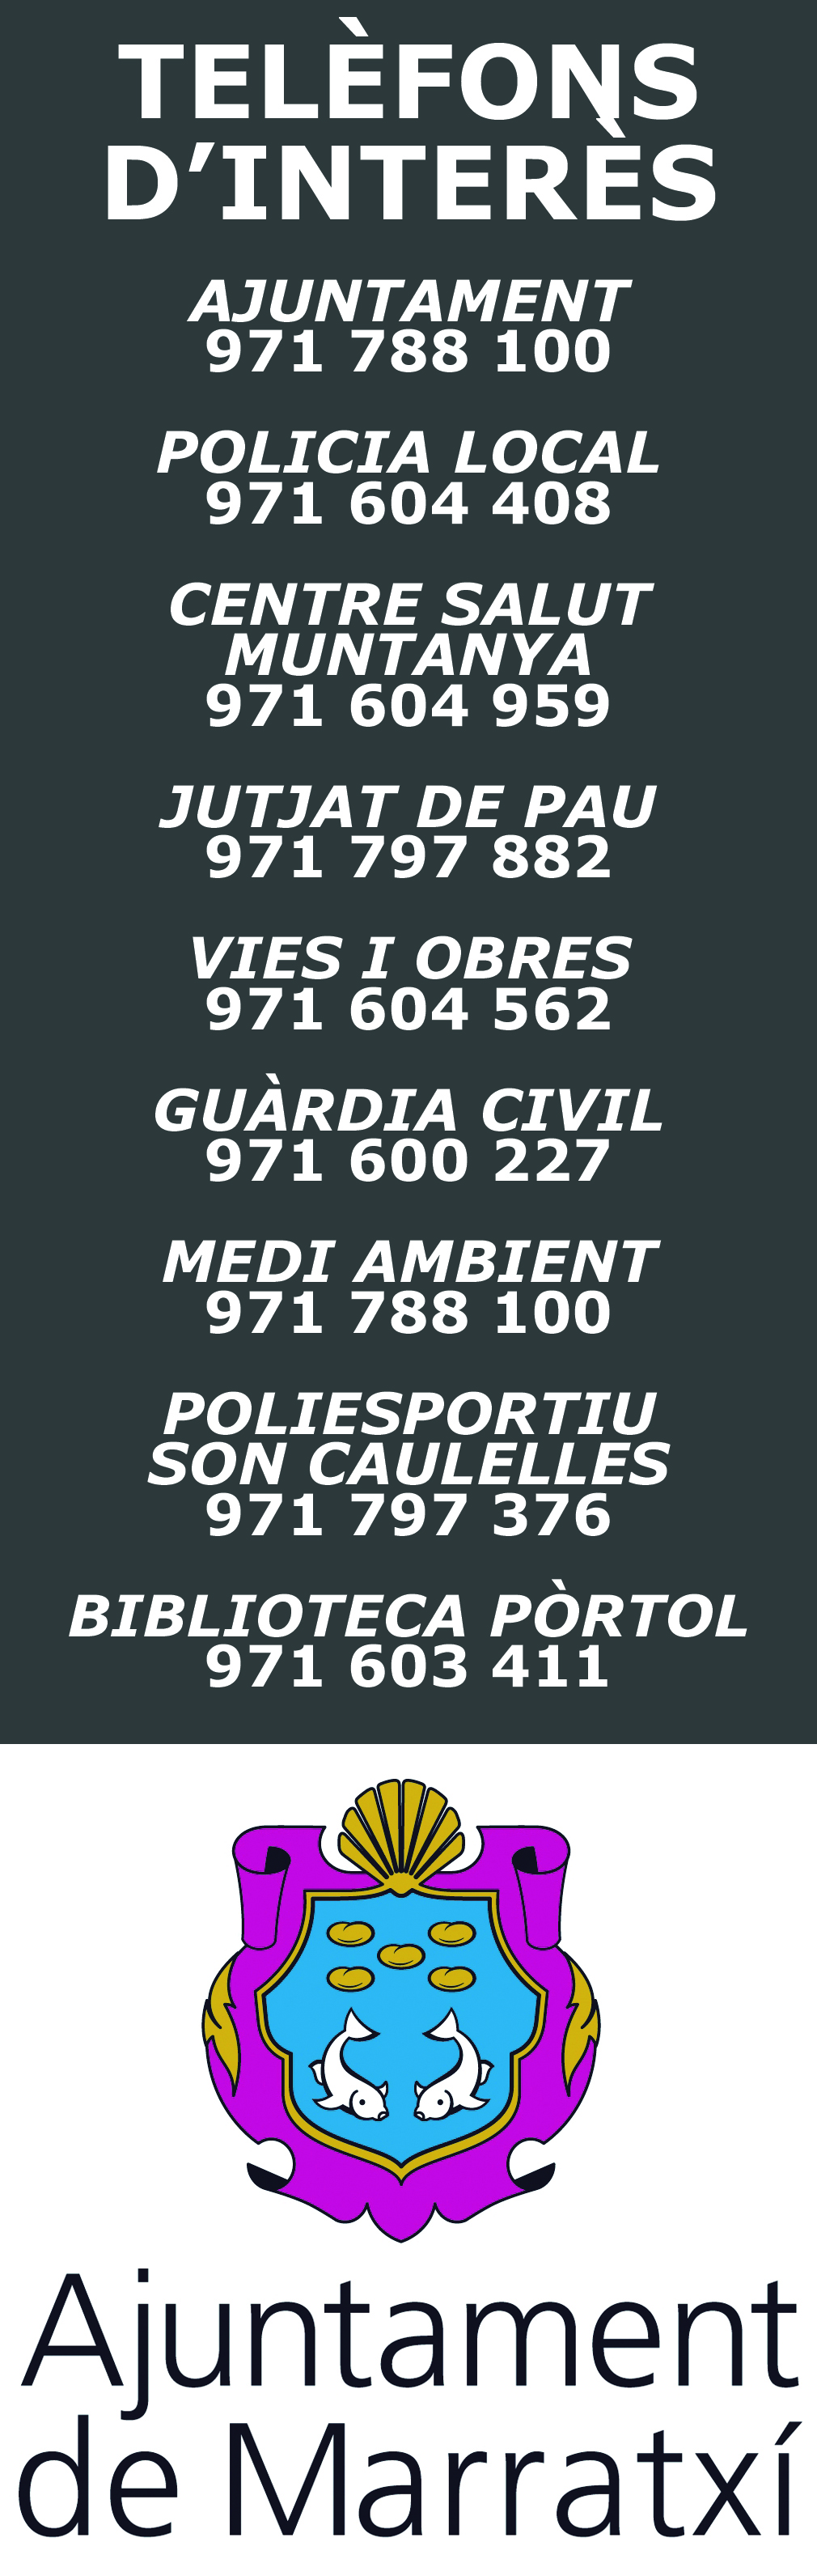 TELÈFONS
D’INTERÈS
AJUNTAMENT
971 788 100
POLICIA LOCAL
971 604 408
CENTRE SALUT
MUNTANYA
971 604 959
JUTJAT DE PAU
971 797 882
VIES I OBRES
971 604 562
GUÀRDIA CIVIL
971 600 227
MEDI AMBIENT
971 788 100
POLIESPORTIU
SON CAULELLES
971 797 376
BIBLIOTECA PÒRTOL
971 603 411
Ajuntament
de Marratxí